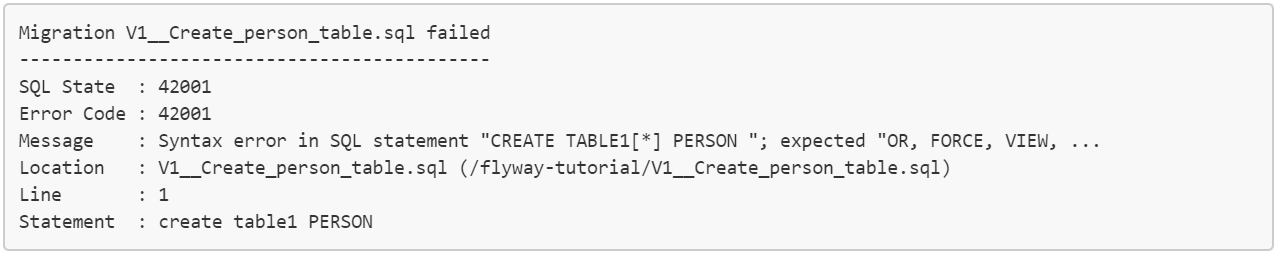 Migration V1__Create_person_table.sql failed
--------------------------------------------
SQL State  : 42001
Error Code : 42001
Message    : Syntax error in SQL statement "CREATE TABLE1[*] PERSON "; expected "OR, FORCE, VIEW, ...
Location   : V1__Create_person_table.sql (/flyway-tutorial/V1__Create_person_table.sql)
Line       : 1
Statement  : create table1 PERSON